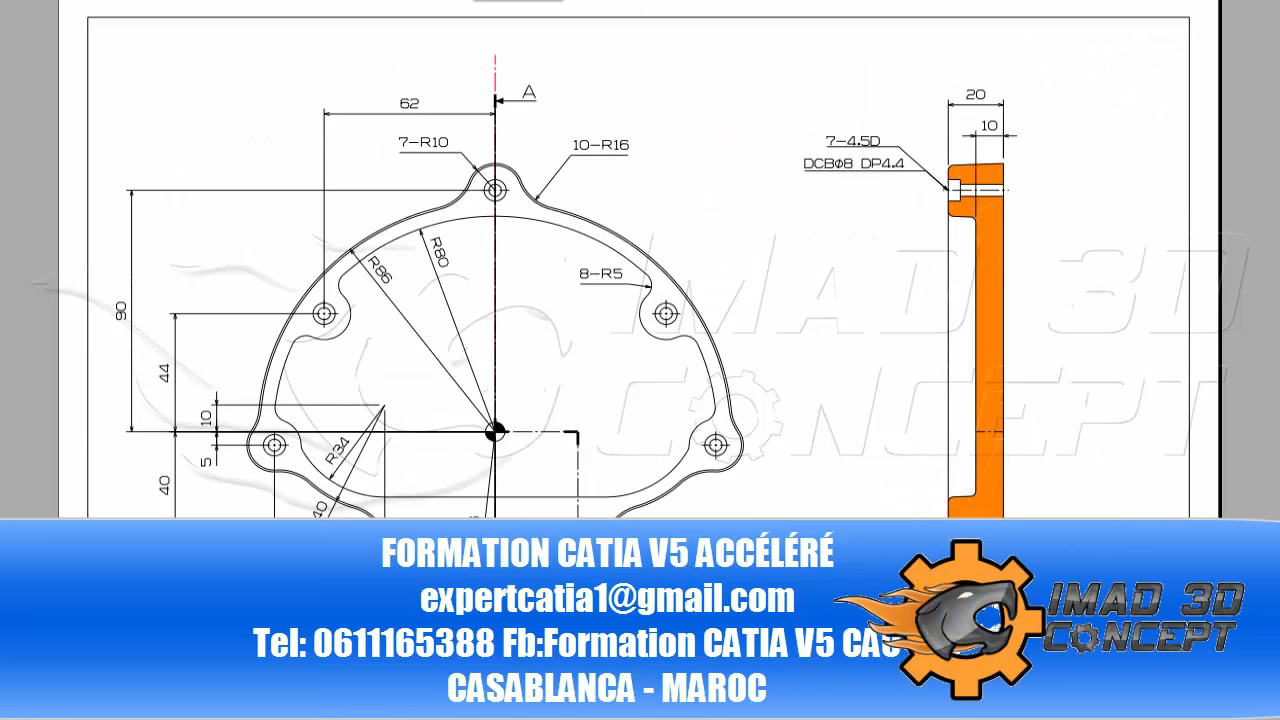 A
62
20
10
7-R10
10-R16
7-4.5D
DCBφ8 DP4.4
R80
R86
8-R5
90
44
10
R34
5
40
40
IMAD 3D
CONCEPT
FORMATION CATIA V5 ACCÉLÉRÉ
expertcatia1@gmail.com
Tel: 0611165388 Fb:Formation CATIA V5
CASABLANCA - MAROC
IMAD 3D
CONCEPT